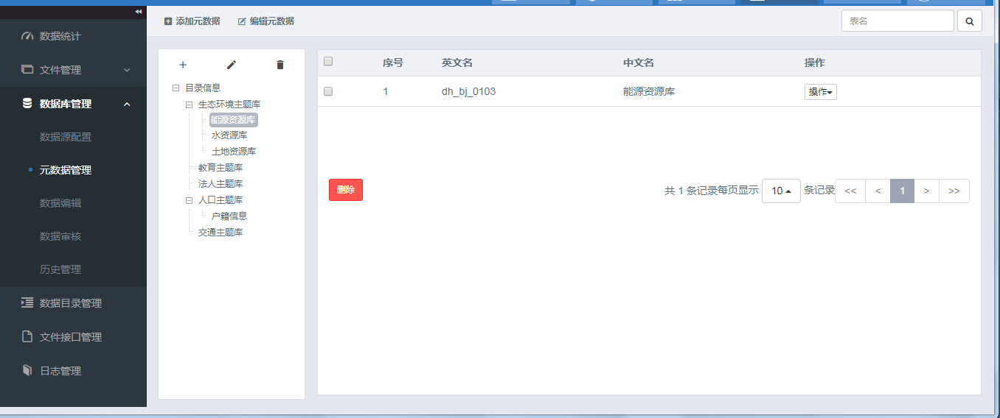 数据统计
文件管理
数据库管理
数据源配置
元数据管理
数据编辑
数据审核
历史管理
数据目录管理
文件接口管理
日志管理
添加元数据 编辑元数据 表名
目录信息
生态环境主题库
能源资源库
水资源库
土地资源库
教育主题库
法人主题库
人口主题库
户籍信息
交通主题库
序号 英文名 中文名 操作
1 dh_bj_0103 能源资源库 操作
删除 共 1 条记录每页显示 10 条记录 << < 1 > >>